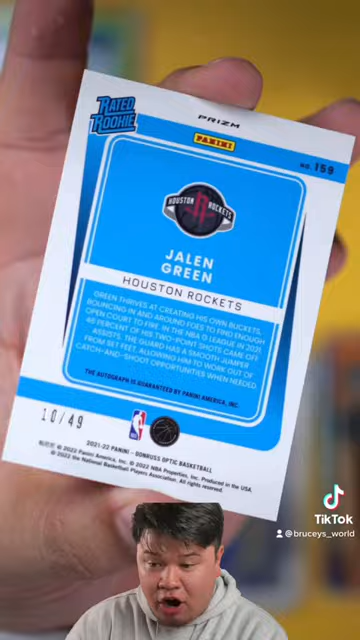 RATED
ROOKIE
PRIZM
PANINI
NO. 159
HOUSTON ROCKETS
JALEN
GREEN
HOUSTON ROCKETS
GREEN THRIVES AT CREATING HIS OWN BUCKETS,
BOUNCING IN AND AROUND FOES TO FIND ENOUGH
OPEN COURT TO FIRE. IN THE NBA G LEAGUE IN 2021,
46 PERCENT OF HIS TWO-POINT SHOTS CAME OFF
ASSISTS. THE GUARD HAS A SMOOTH JUMPER
FROM SET FEET, ALLOWING HIM TO WORK OUT OF
CATCH-AND-SHOOT OPPORTUNITIES WHEN NEEDED.
THE AUTOGRAPH IS GUARANTEED BY PANINI AMERICA, INC.
10/49
2021-22 PANINI - DONRUSS OPTIC BASKETBALL
© 2022 Panini America, Inc. © 2022 NBA Properties, Inc. Produced in the USA.
© 2022 the National Basketball Players Association. All rights reserved.
TikTok
@bruceys_world